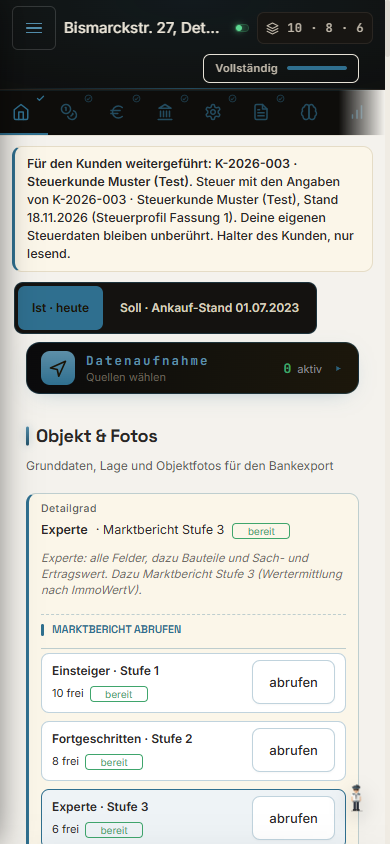 Bismarckstr. 27, Det...
10 · 8 · 6
Vollständig
Für den Kunden weitergeführt: K-2026-003 ·
Steuerkunde Muster (Test). Steuer mit den Angaben
von K-2026-003 · Steuerkunde Muster (Test), Stand
18.11.2026 (Steuerprofil Fassung 1). Deine eigenen
Steuerdaten bleiben unberührt. Halter des Kunden, nur
lesend.
Ist · heute
Soll · Ankauf-Stand 01.07.2023
Datenaufnahme
Quellen wählen
0 aktiv
Objekt & Fotos
Grunddaten, Lage und Objektfotos für den Bankexport
Detailgrad
Experte · Marktbericht Stufe 3 bereit
Experte: alle Felder, dazu Bauteile und Sach- und
Ertragswert. Dazu Marktbericht Stufe 3 (Wertermittlung
nach ImmoWertV).
MARKTBERICHT ABRUFEN
Einsteiger · Stufe 1
10 frei bereit
abrufen
Fortgeschritten · Stufe 2
8 frei bereit
abrufen
Experte · Stufe 3
6 frei bereit
abrufen